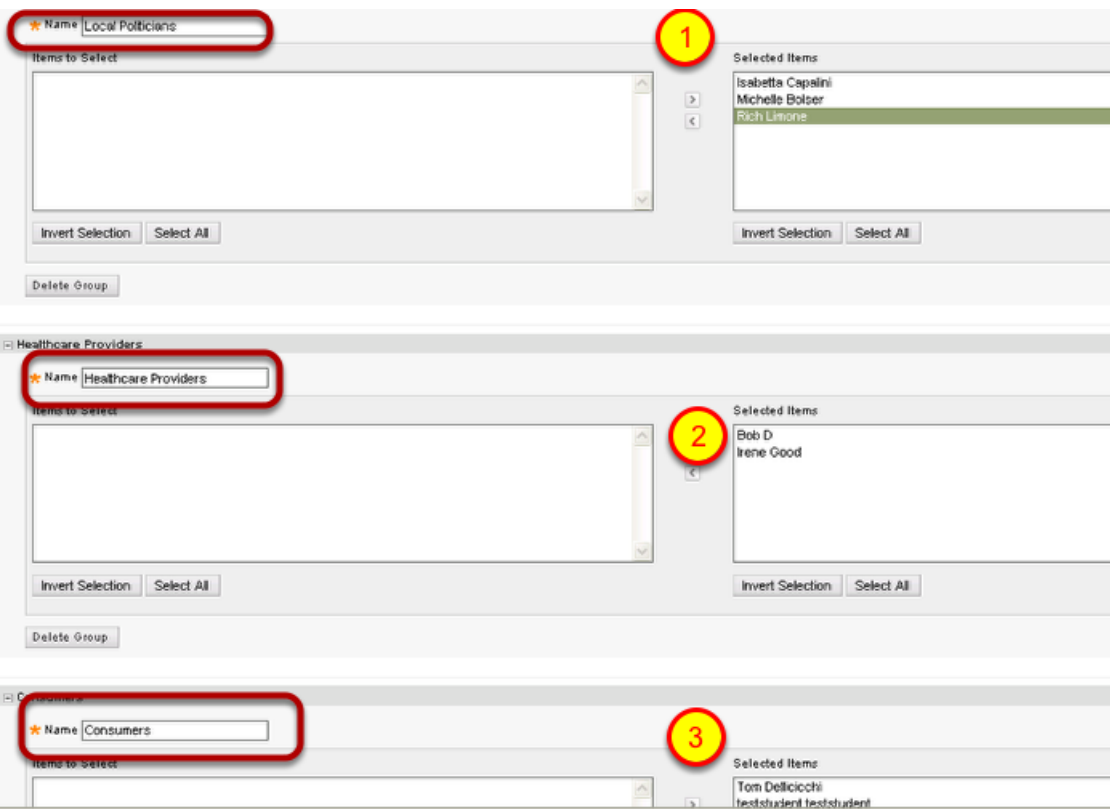 * Name Local Politicians
1
Items to Select
Selected Items
Isabetta Capalini
Michelle Bolser
Rich Limone
>
<
Invert Selection Select All
Invert Selection Select All
Delete Group
Healthcare Providers
* Name Healthcare Providers
2
Items to Select
Selected Items
Bob D
Irene Good
<
Invert Selection Select All
Invert Selection Select All
Delete Group
Consumers
* Name Consumers
3
Items to Select
Selected Items
Tom Dellicicchi
>
teststudent teststudent